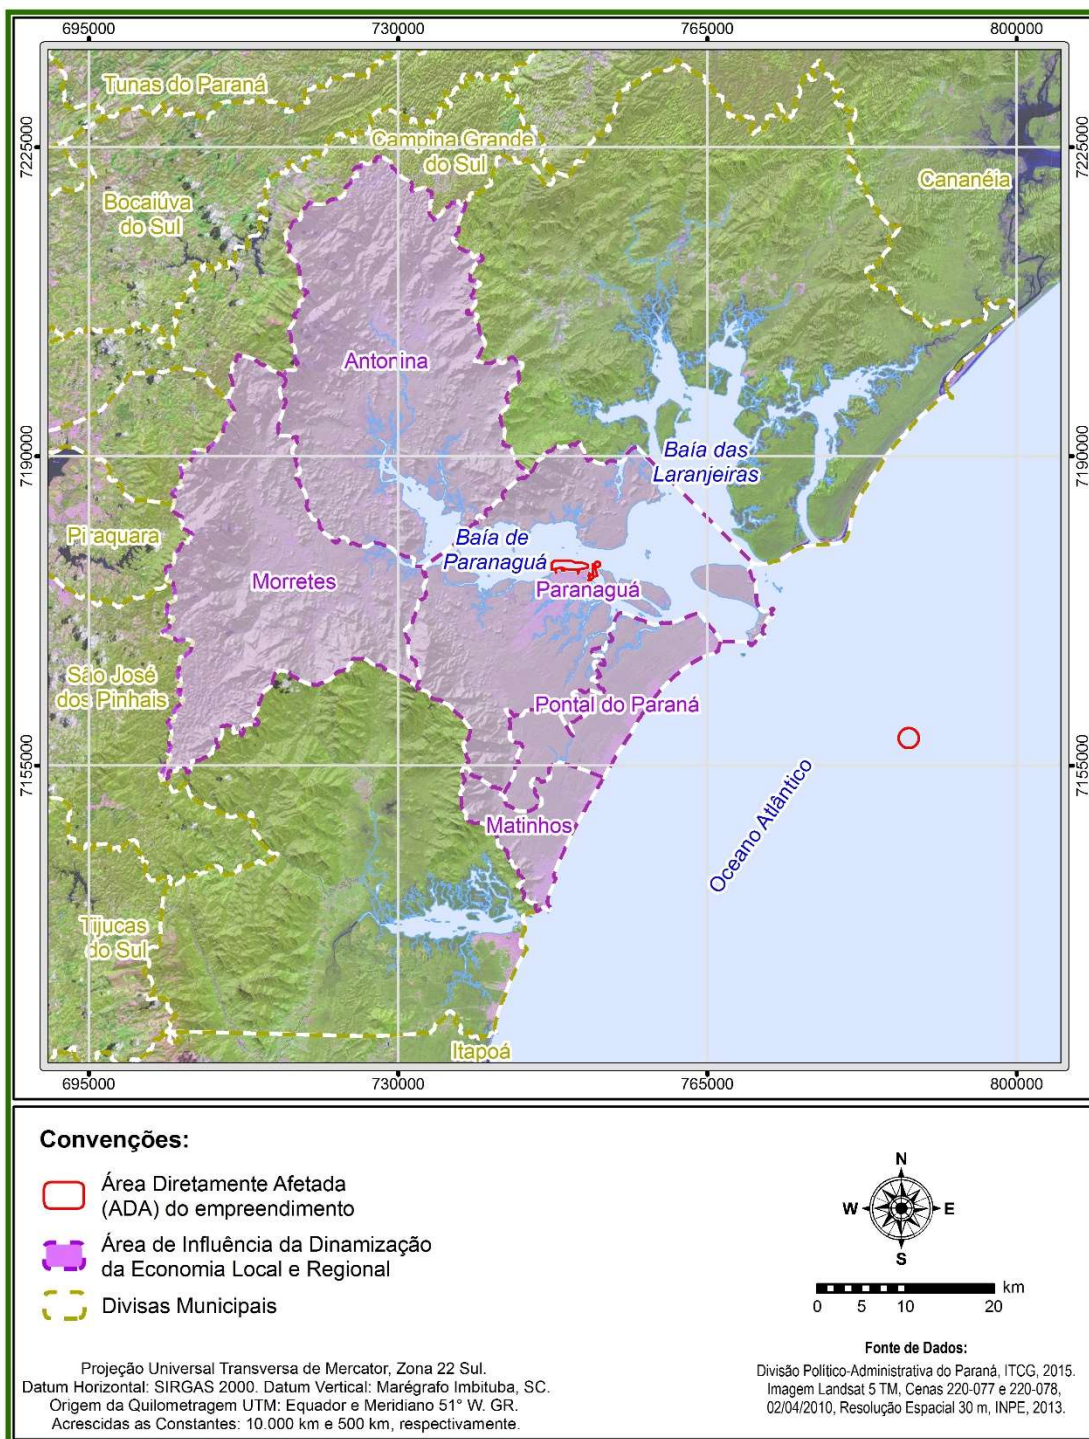 695000
730000
765000
800000
Tunas do Paraná
Campina Grande
do Sul
7225000
7225000
Cananéia
Bocaiúva
do Sul
Antonina
7190000
7190000
Baía das
Laranjeiras
Piraquara
Baía de
Paranaguá
Morretes
Paranaguá
São José
dos Pinhais
Pontal do Paraná
7155000
7155000
Oceano Atlântico
Matinhos
Tijucas
do Sul
Itapoá
695000
730000
765000
800000
Convenções:
Área Diretamente Afetada
(ADA) do empreendimento
Área de Influência da Dinamização
da Economia Local e Regional
Divisas Municipais
N
W
E
S
km
0 5 10 20
Projeção Universal Transversa de Mercator, Zona 22 Sul.
Datum Horizontal: SIRGAS 2000. Datum Vertical: Marégrafo Imbituba, SC.
Origem da Quilometragem UTM: Equador e Meridiano 51° W. GR.
Acrescidas as Constantes: 10.000 km e 500 km, respectivamente.
Fonte de Dados:
Divisão Político-Administrativa do Paraná, ITCG, 2015.
Imagem Landsat 5 TM, Cenas 220-077 e 220-078,
02/04/2010, Resolução Espacial 30 m, INPE, 2013.